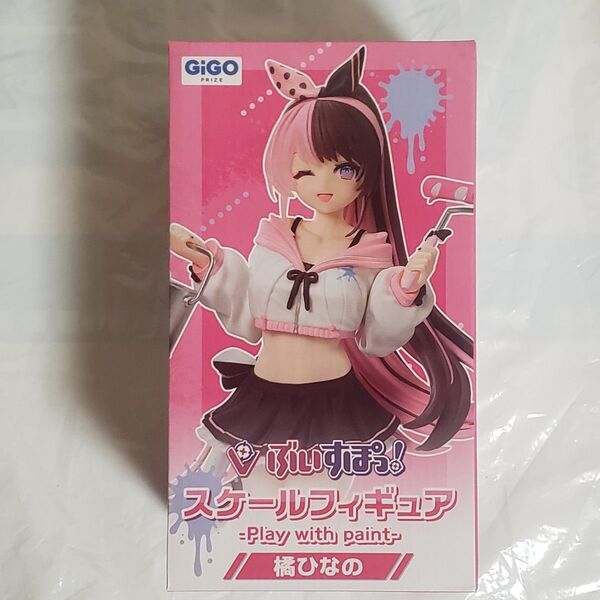 GiGO
PRIZE
ぶいすぽっ!
スケールフィギュア
-Play with paint-
橘ひなの